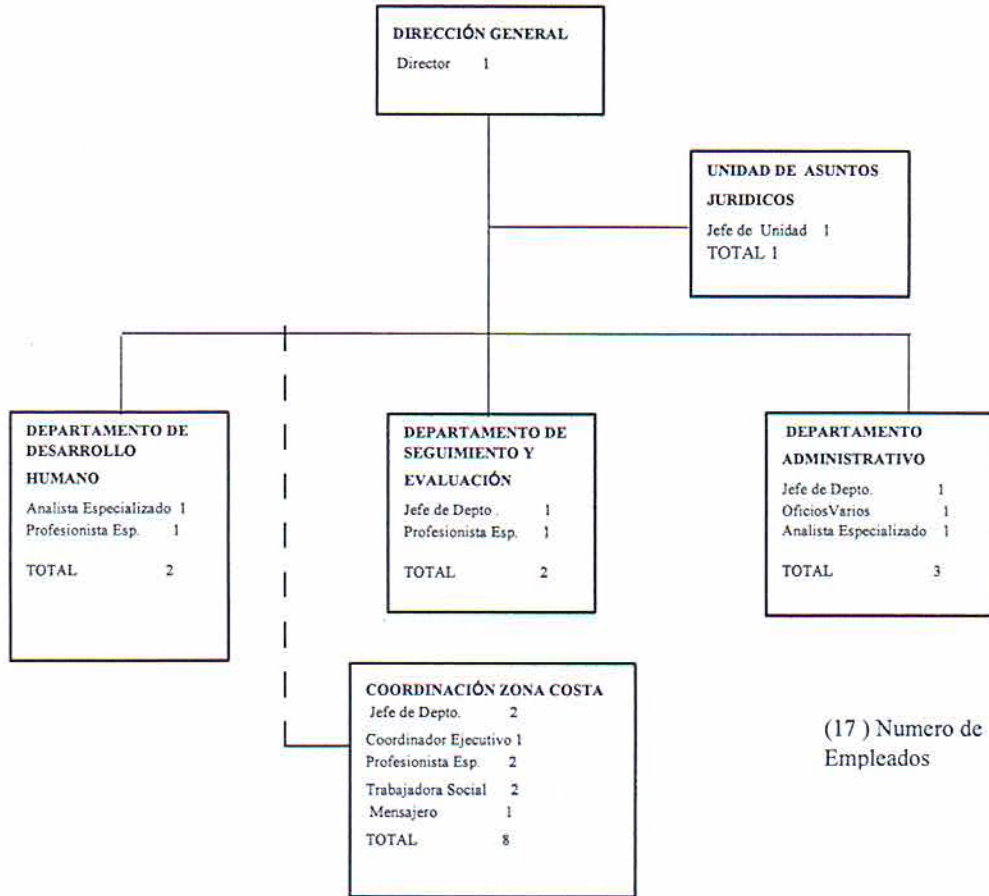 DIRECCIÓN GENERAL
Director 1
UNIDAD DE ASUNTOS
JURIDICOS
Jefe de Unidad 1
TOTAL 1
DEPARTAMENTO DE
DESARROLLO
HUMANO
Analista Especializado 1
Profesionista Esp. 1
TOTAL 2
DEPARTAMENTO DE
SEGUIMIENTO Y
EVALUACIÓN
Jefe de Depto . 1
Profesionista Esp. 1
TOTAL 2
DEPARTAMENTO
ADMINISTRATIVO
Jefe de Depto. 1
OficiosVarios 1
Analista Especializado 1
TOTAL 3
COORDINACIÓN ZONA COSTA
Jefe de Depto. 2
Coordinador Ejecutivo 1
Profesionista Esp. 2
Trabajadora Social 2
Mensajero 1
TOTAL 8
(17 ) Numero de
Empleados